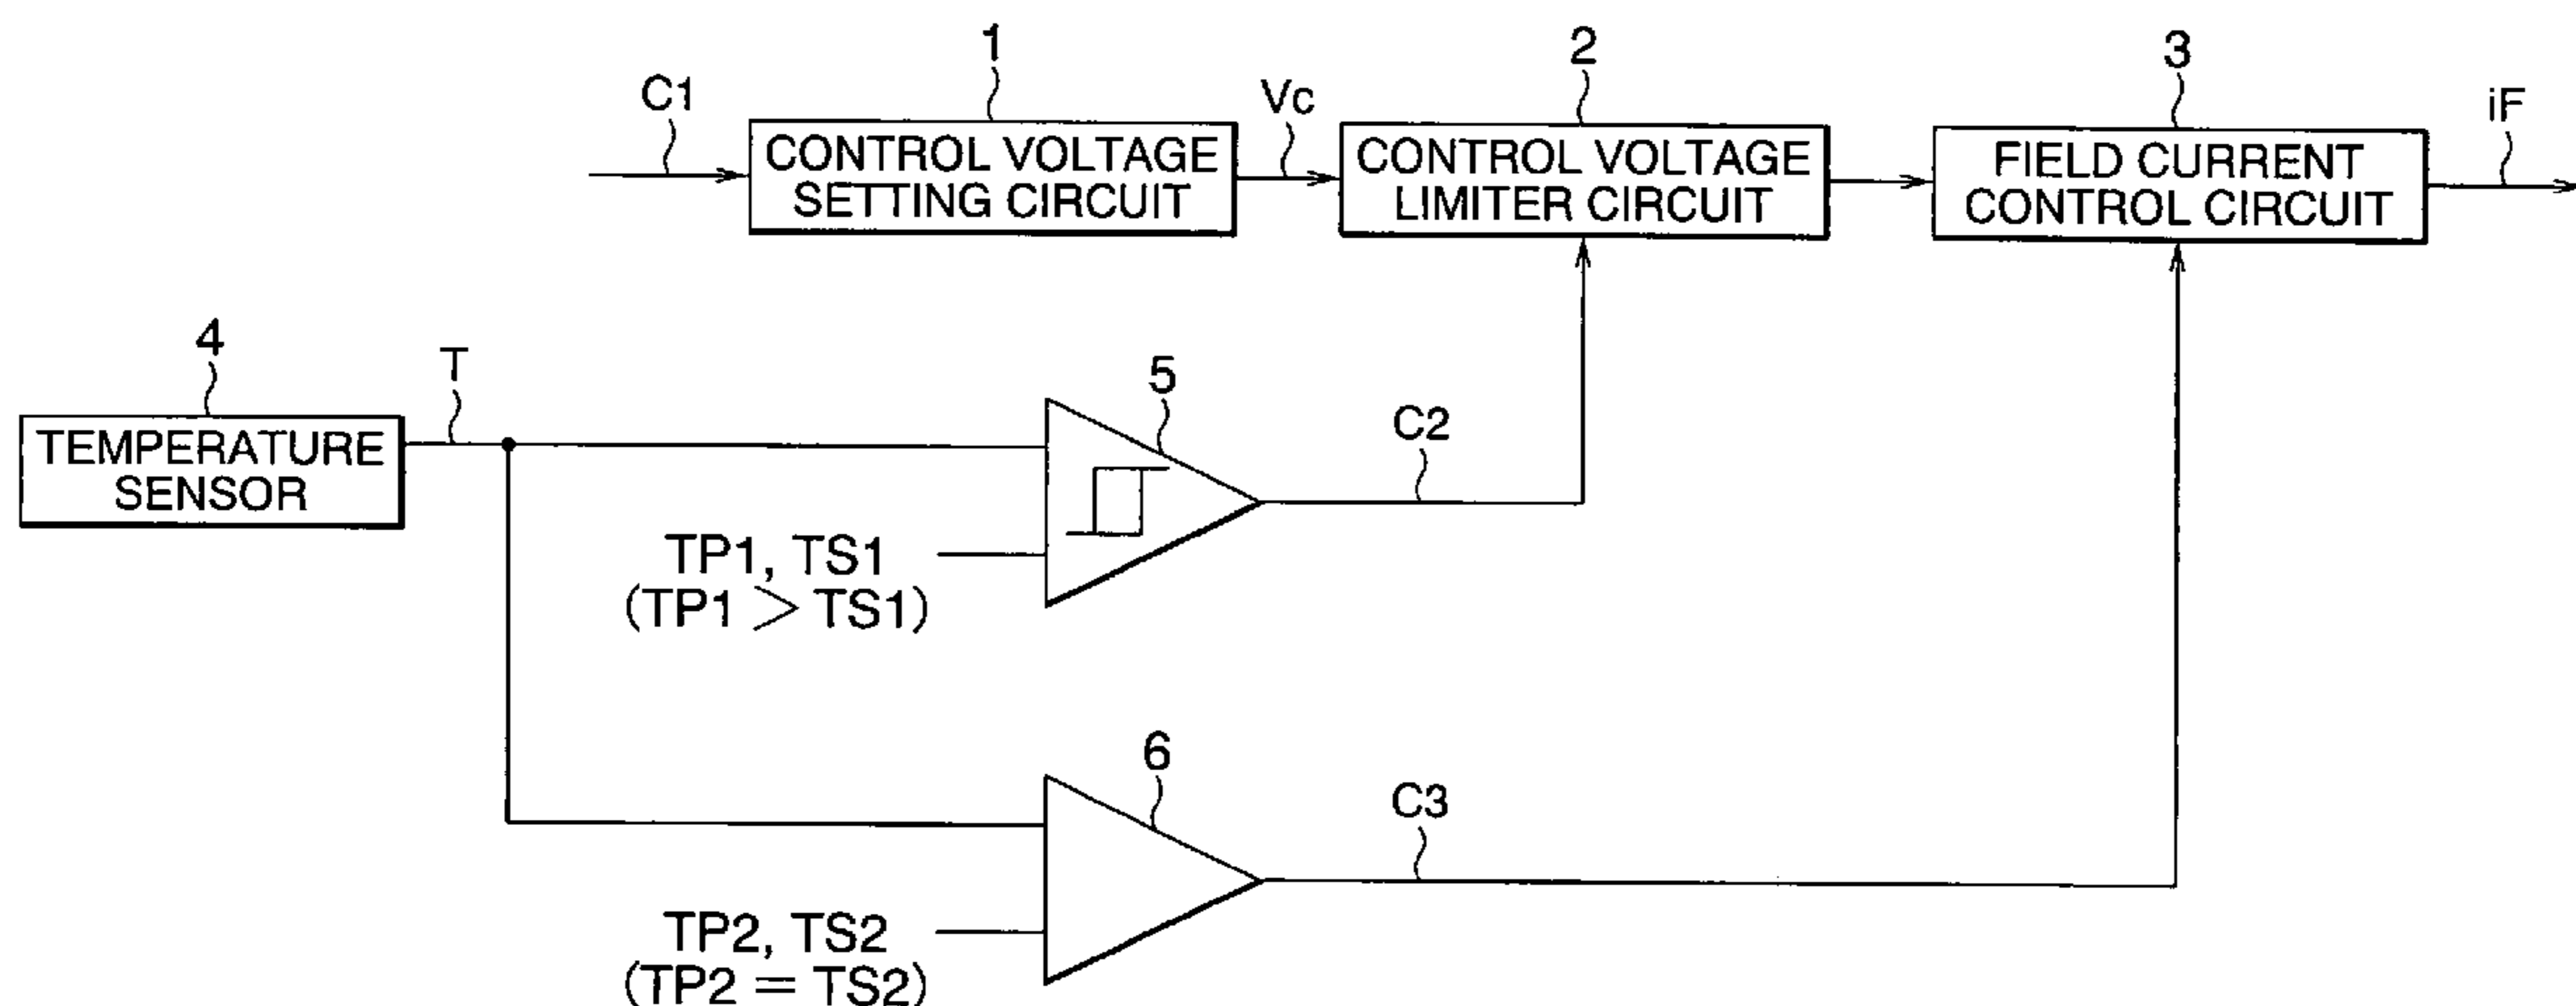 1
2
3
C1
Vc
iF
CONTROL VOLTAGE
SETTING CIRCUIT
CONTROL VOLTAGE
LIMITER CIRCUIT
FIELD CURRENT
CONTROL CIRCUIT
4
T
5
C2
TEMPERATURE
SENSOR
TP1, TS1
(TP1 > TS1)
6
C3
TP2, TS2
(TP2 = TS2)